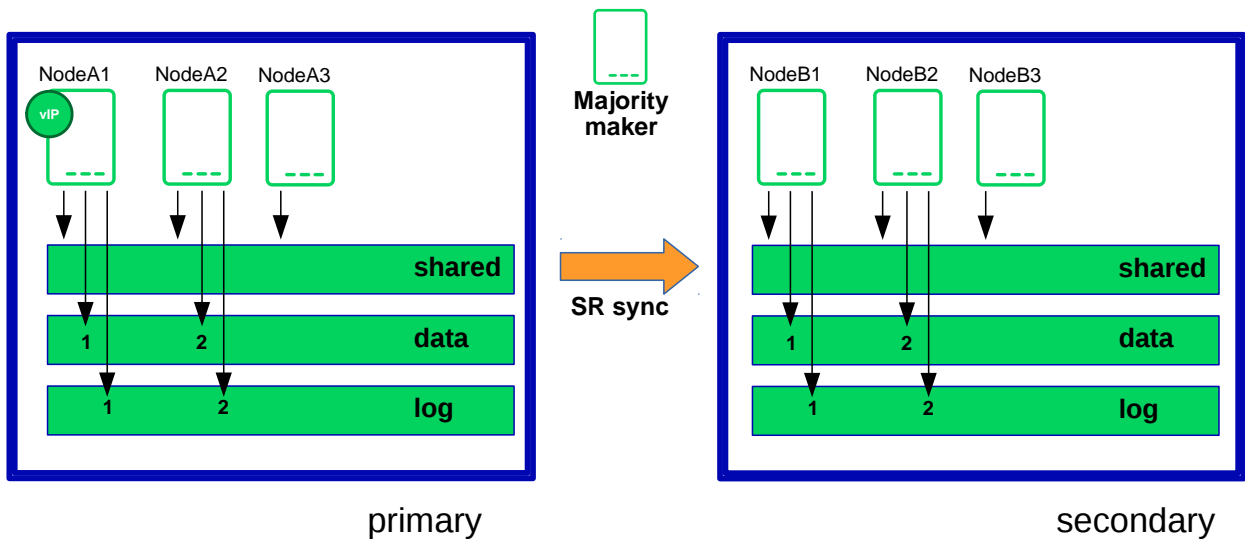 NodeA1
NodeA2
NodeA3
vIP
shared
1
2
data
1
2
log
primary
Majority
maker
SR sync
NodeB1
NodeB2
NodeB3
shared
1
2
data
1
2
log
secondary